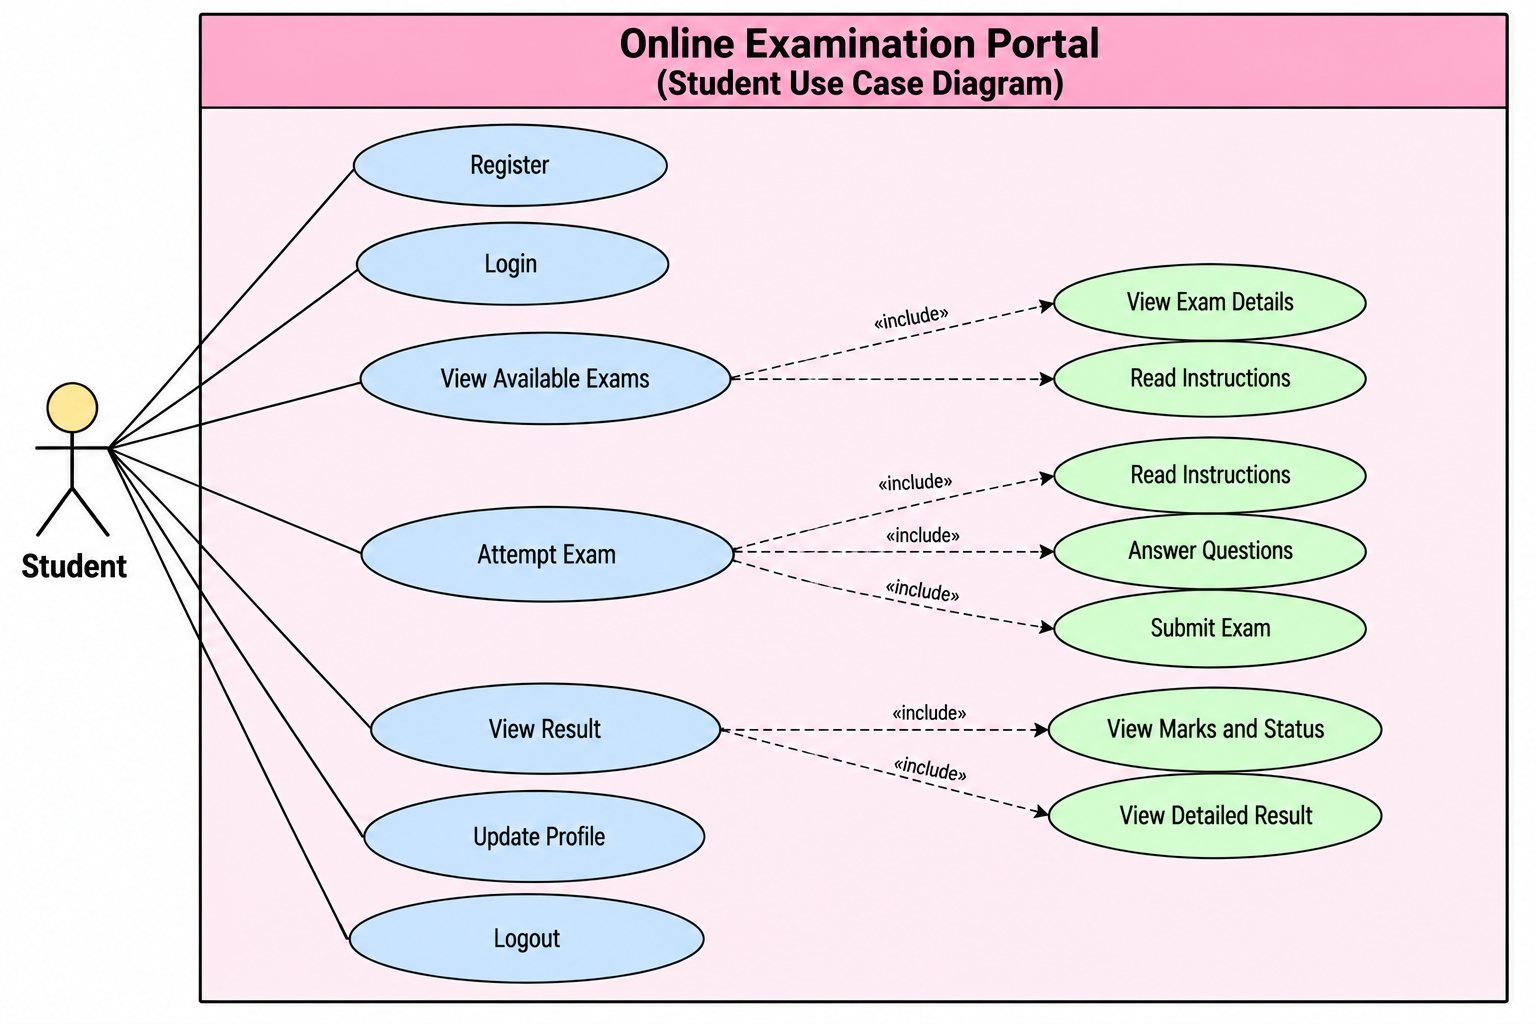 Online Examination Portal
(Student Use Case Diagram)
Register
Login
View Available Exams
«include»
View Exam Details
Read Instructions
Student
Attempt Exam
«include»
«include»
«include»
Read Instructions
Answer Questions
Submit Exam
View Result
«include»
«include»
View Marks and Status
View Detailed Result
Update Profile
Logout